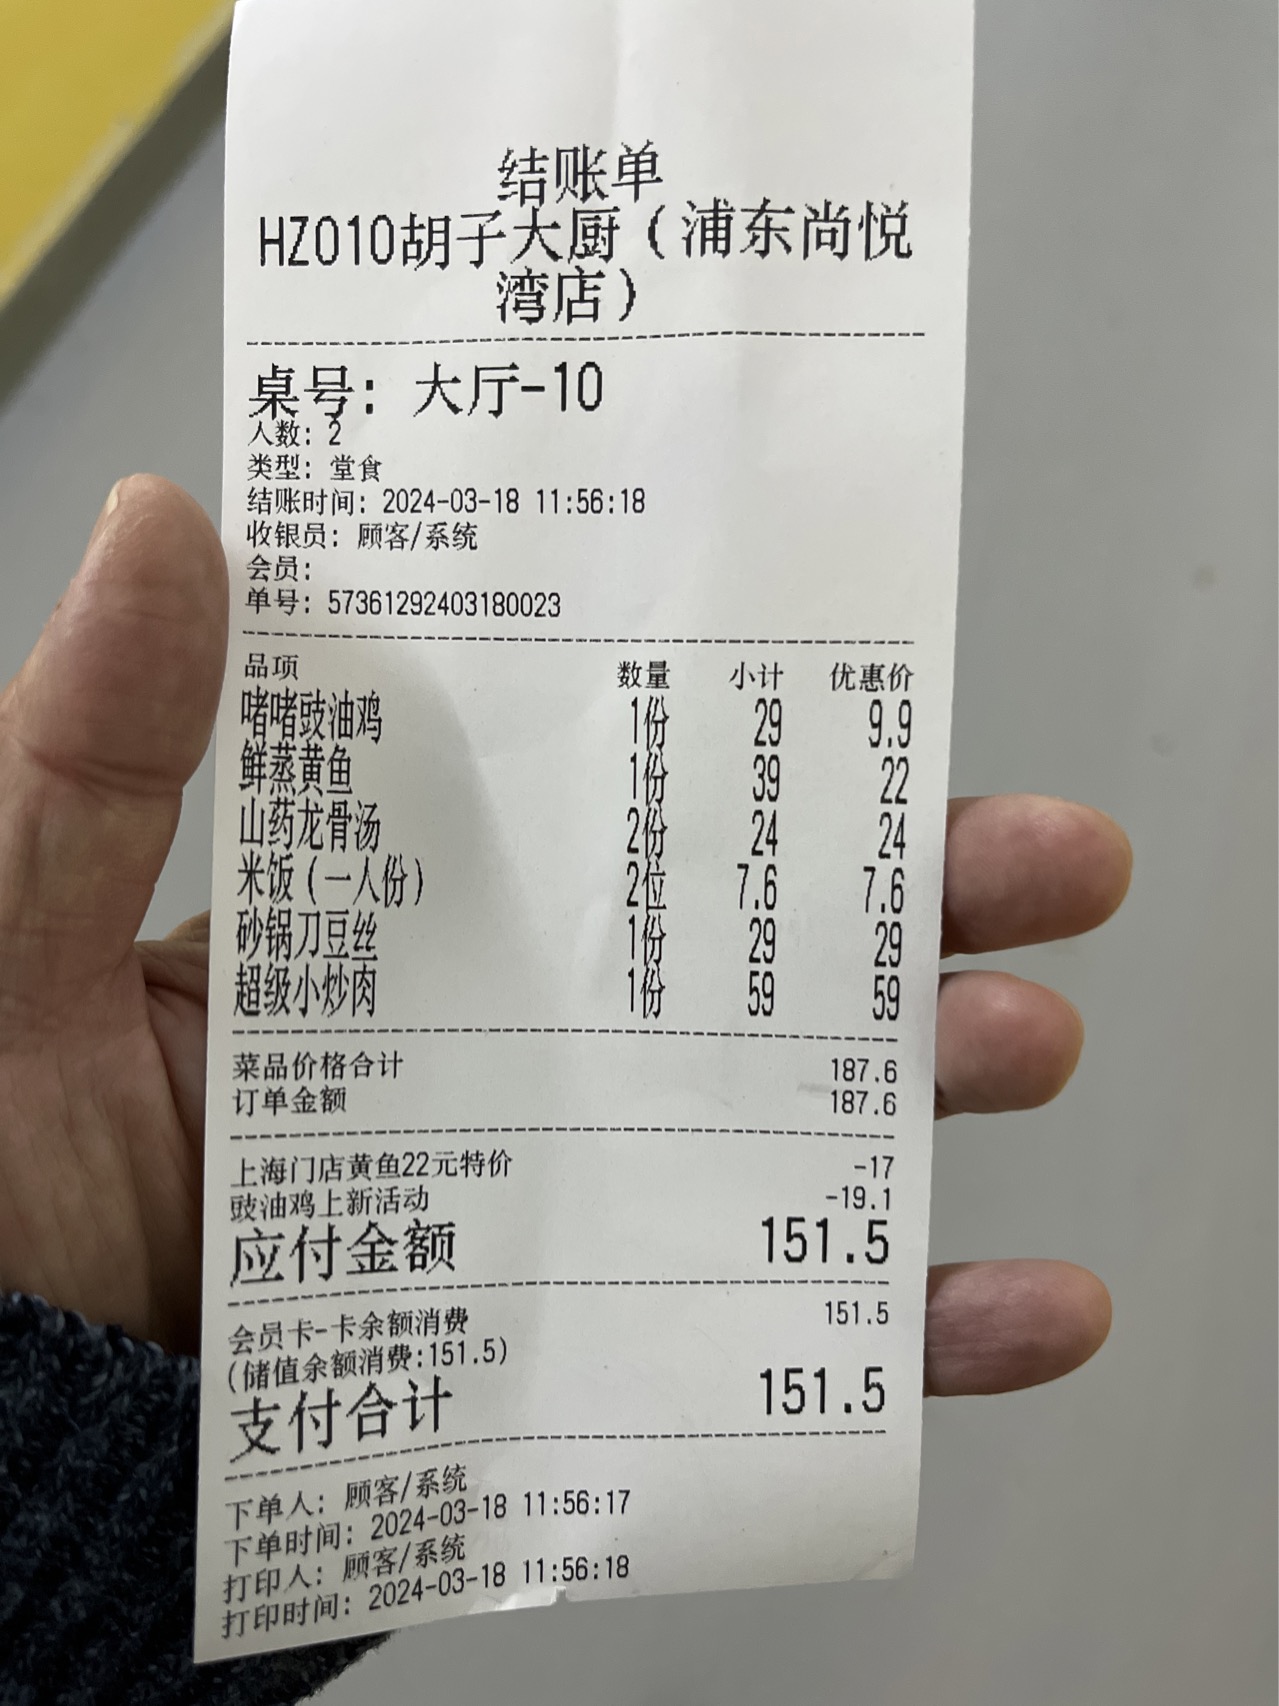 结账单
HZ010胡子大厨(浦东尚悦
湾店)
桌号: 大厅-10
人数: 2
类型: 堂食
结账时间: 2024-03-18 11:56:18
收银员: 顾客/系统
会员:
单号: 57361292403180023
品项 数量 小计 优惠价
啫啫豉油鸡 1份 29 9.9
鲜蒸黄鱼 1份 39 22
山药龙骨汤 2份 24 24
米饭(一人份) 2位 7.6 7.6
砂锅刀豆丝 1份 29 29
超级小炒肉 1份 59 59
菜品价格合计 187.6
订单金额 187.6
上海门店黄鱼22元特价 -17
豉油鸡上新活动 -19.1
应付金额 151.5
会员卡-卡余额消费 151.5
(储值余额消费:151.5)
支付合计 151.5
下单人: 顾客/系统
下单时间: 2024-03-18 11:56:17
打印人: 顾客/系统
打印时间: 2024-03-18 11:56:18